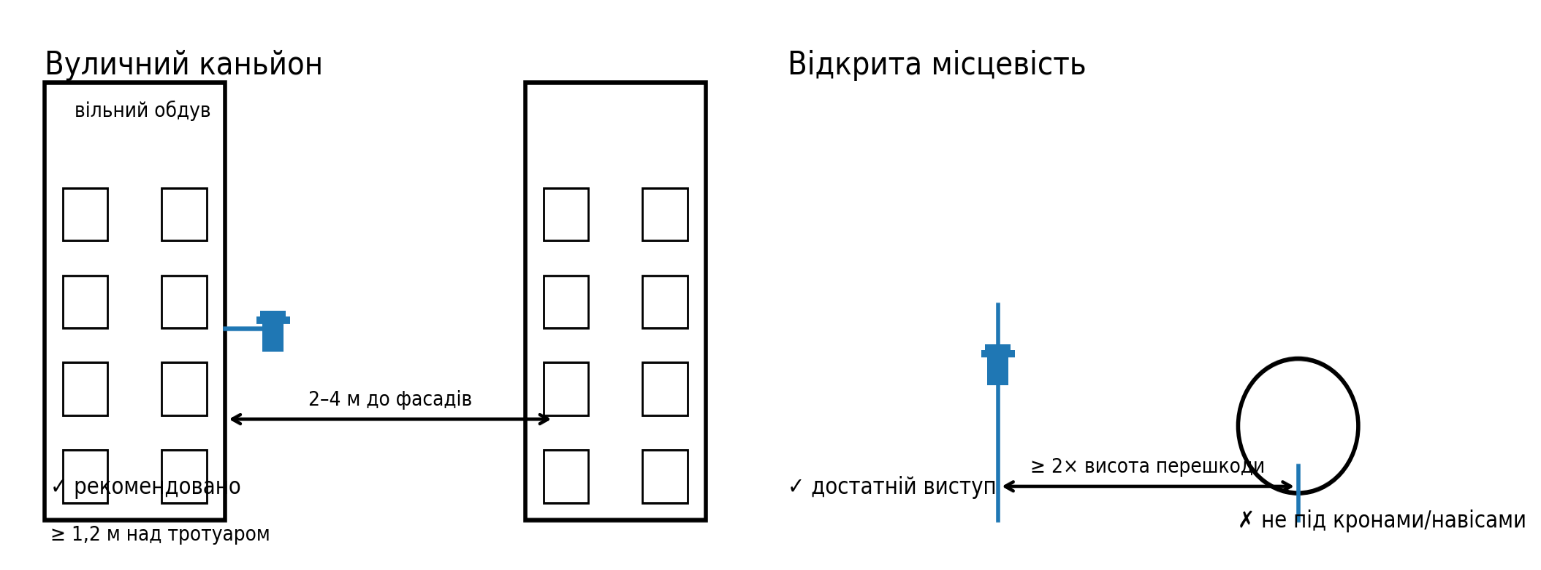 Вуличний каньйон
вільний обдув
2–4 м до фасадів
✓ рекомендовано
≥ 1,2 м над тротуаром
Відкрита місцевість
≥ 2× висота перешкоди
✓ достатній виступ
✗ не під кронами/навісами